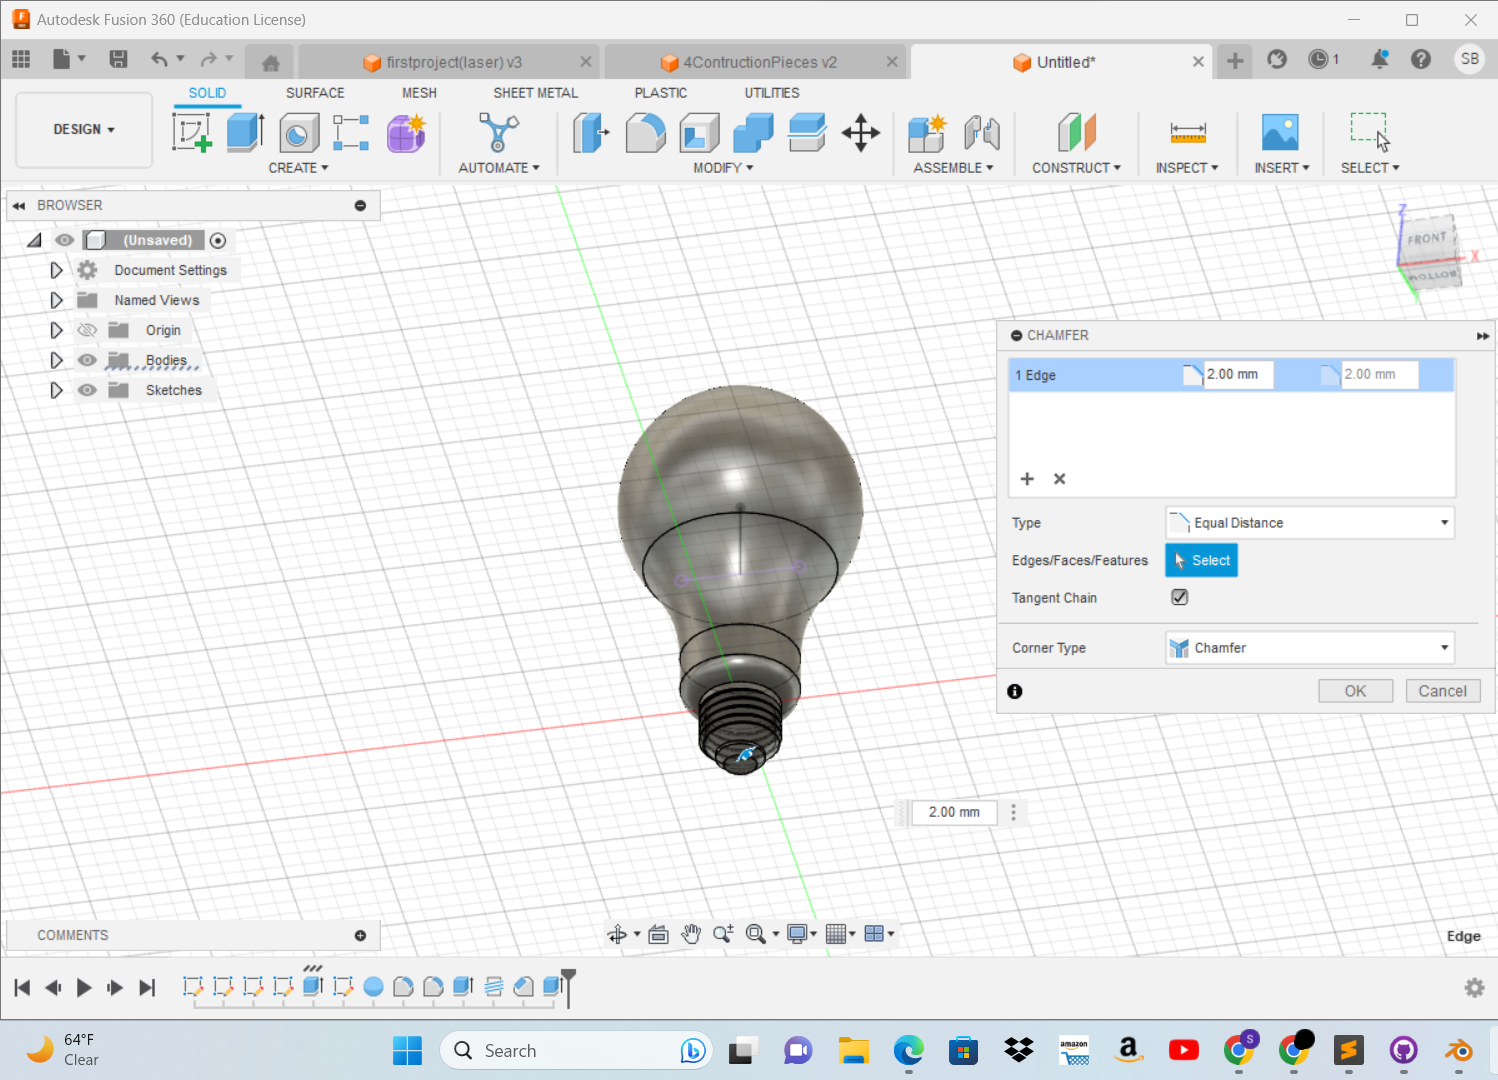 Autodesk Fusion 360 (Education License)
firstproject(laser) v3
4ContructionPieces v2
Untitled*
1
SB
SOLID
SURFACE
MESH
SHEET METAL
PLASTIC
UTILITIES
DESIGN
CREATE
AUTOMATE
MODIFY
ASSEMBLE
CONSTRUCT
INSPECT
INSERT
SELECT
BROWSER
(Unsaved)
Document Settings
Named Views
Origin
Bodies
Sketches
Z
FRONT
X
BOTTOM
CHAMFER
1 Edge
2.00 mm
2.00 mm
Type
Equal Distance
Edges/Faces/Features
Select
Tangent Chain
Corner Type
Chamfer
OK
Cancel
2.00 mm
COMMENTS
Edge
64°F
Clear
Search
amazon
a
S